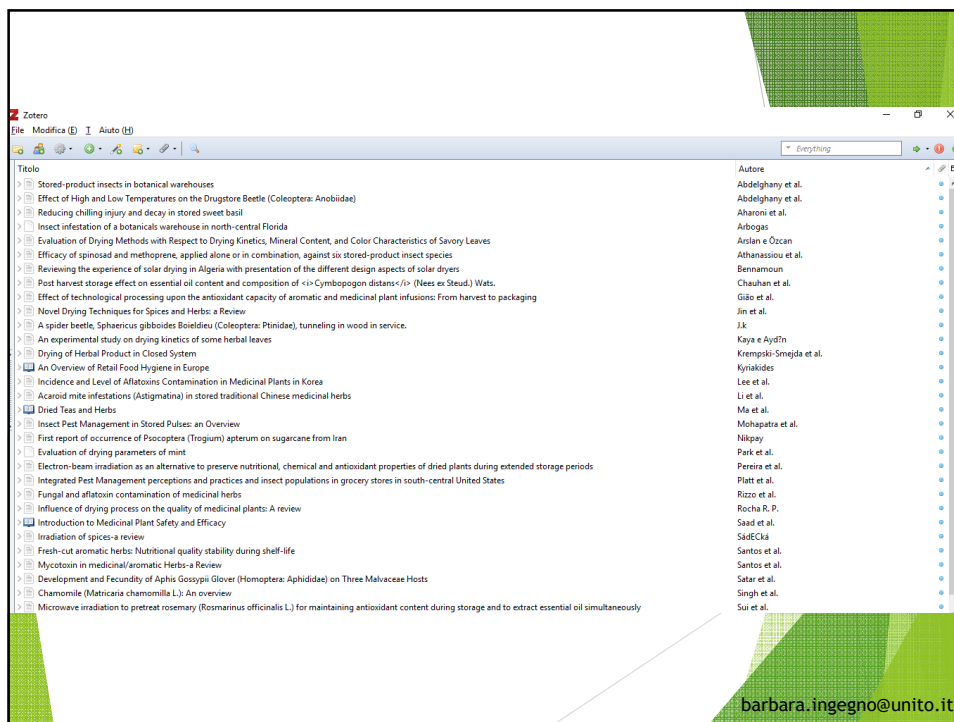 Zotero
File Modifica (E) T Aiuto (H)
Everything
Titolo Autore
Stored-product insects in botanical warehouses Abdelghany et al.
Effect of High and Low Temperatures on the Drugstore Beetle (Coleoptera: Anobiidae) Abdelghany et al.
Reducing chilling injury and decay in stored sweet basil Aharoni et al.
Insect infestation of a botanicals warehouse in north-central Florida Arbogas
Evaluation of Drying Methods with Respect to Drying Kinetics, Mineral Content, and Color Characteristics of Savory Leaves Arslan e Özcan
Efficacy of spinosad and methoprene, applied alone or in combination, against six stored-product insect species Athanassiou et al.
Reviewing the experience of solar drying in Algeria with presentation of the different design aspects of solar dryers Bennamoun
Post harvest storage effect on essential oil content and composition of <i>Cymbopogon distans</i> (Nees ex Steud.) Wats. Chauhan et al.
Effect of technological processing upon the antioxidant capacity of aromatic and medicinal plant infusions: From harvest to packaging Gião et al.
Novel Drying Techniques for Spices and Herbs: a Review Jin et al.
A spider beetle, Sphaericus gibboides Boieldieu (Coleoptera: Ptinidae), tunneling in wood in service. J.k
An experimental study on drying kinetics of some herbal leaves Kaya e Ayd?n
Drying of Herbal Product in Closed System Krempski-Smejda et al.
An Overview of Retail Food Hygiene in Europe Kyriakides
Incidence and Level of Aflatoxins Contamination in Medicinal Plants in Korea Lee et al.
Acaroid mite infestations (Astigmatina) in stored traditional Chinese medicinal herbs Li et al.
Dried Teas and Herbs Ma et al.
Insect Pest Management in Stored Pulses: an Overview Mohapatra et al.
First report of occurrence of Psocoptera (Trogium) apterum on sugarcane from Iran Nikpay
Evaluation of drying parameters of mint Park et al.
Electron-beam irradiation as an alternative to preserve nutritional, chemical and antioxidant properties of dried plants during extended storage periods Pereira et al.
Integrated Pest Management perceptions and practices and insect populations in grocery stores in south-central United States Platt et al.
Fungal and aflatoxin contamination of medicinal herbs Rizzo et al.
Influence of drying process on the quality of medicinal plants: A review Rocha R. P.
Introduction to Medicinal Plant Safety and Efficacy Saad et al.
Irradiation of spices-a review SádECká
Fresh-cut aromatic herbs: Nutritional quality stability during shelf-life Santos et al.
Mycotoxin in medicinal/aromatic Herbs-a Review Santos et al.
Development and Fecundity of Aphis Gossypii Glover (Homoptera: Aphididae) on Three Malvaceae Hosts Satar et al.
Chamomile (Matricaria chamomilla L.): An overview Singh et al.
Microwave irradiation to pretreat rosemary (Rosmarinus officinalis L.) for maintaining antioxidant content during storage and to extract essential oil simultaneously Sui et al.
barbara.ingegno@unito.it